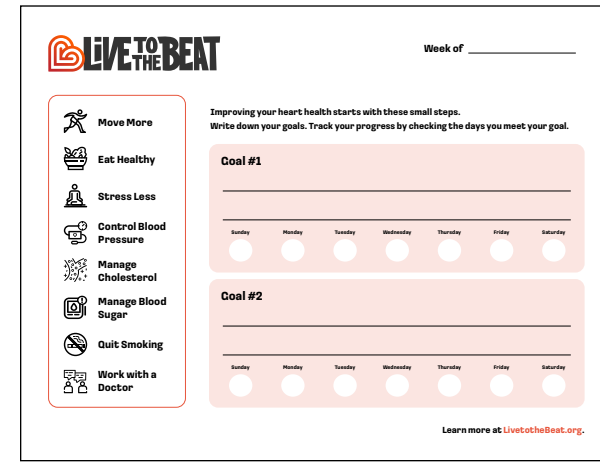 LIVE TO THE BEAT
Week of
Move More
Eat Healthy
Stress Less
Control Blood
Pressure
Manage
Cholesterol
Manage Blood
Sugar
Quit Smoking
Work with a
Doctor
Improving your heart health starts with these small steps.
Write down your goals. Track your progress by checking the days you meet your goal.
Goal #1
Sunday Monday Tuesday Wednesday Thursday Friday Saturday
Goal #2
Sunday Monday Tuesday Wednesday Thursday Friday Saturday
Learn more at LivetotheBeat.org.